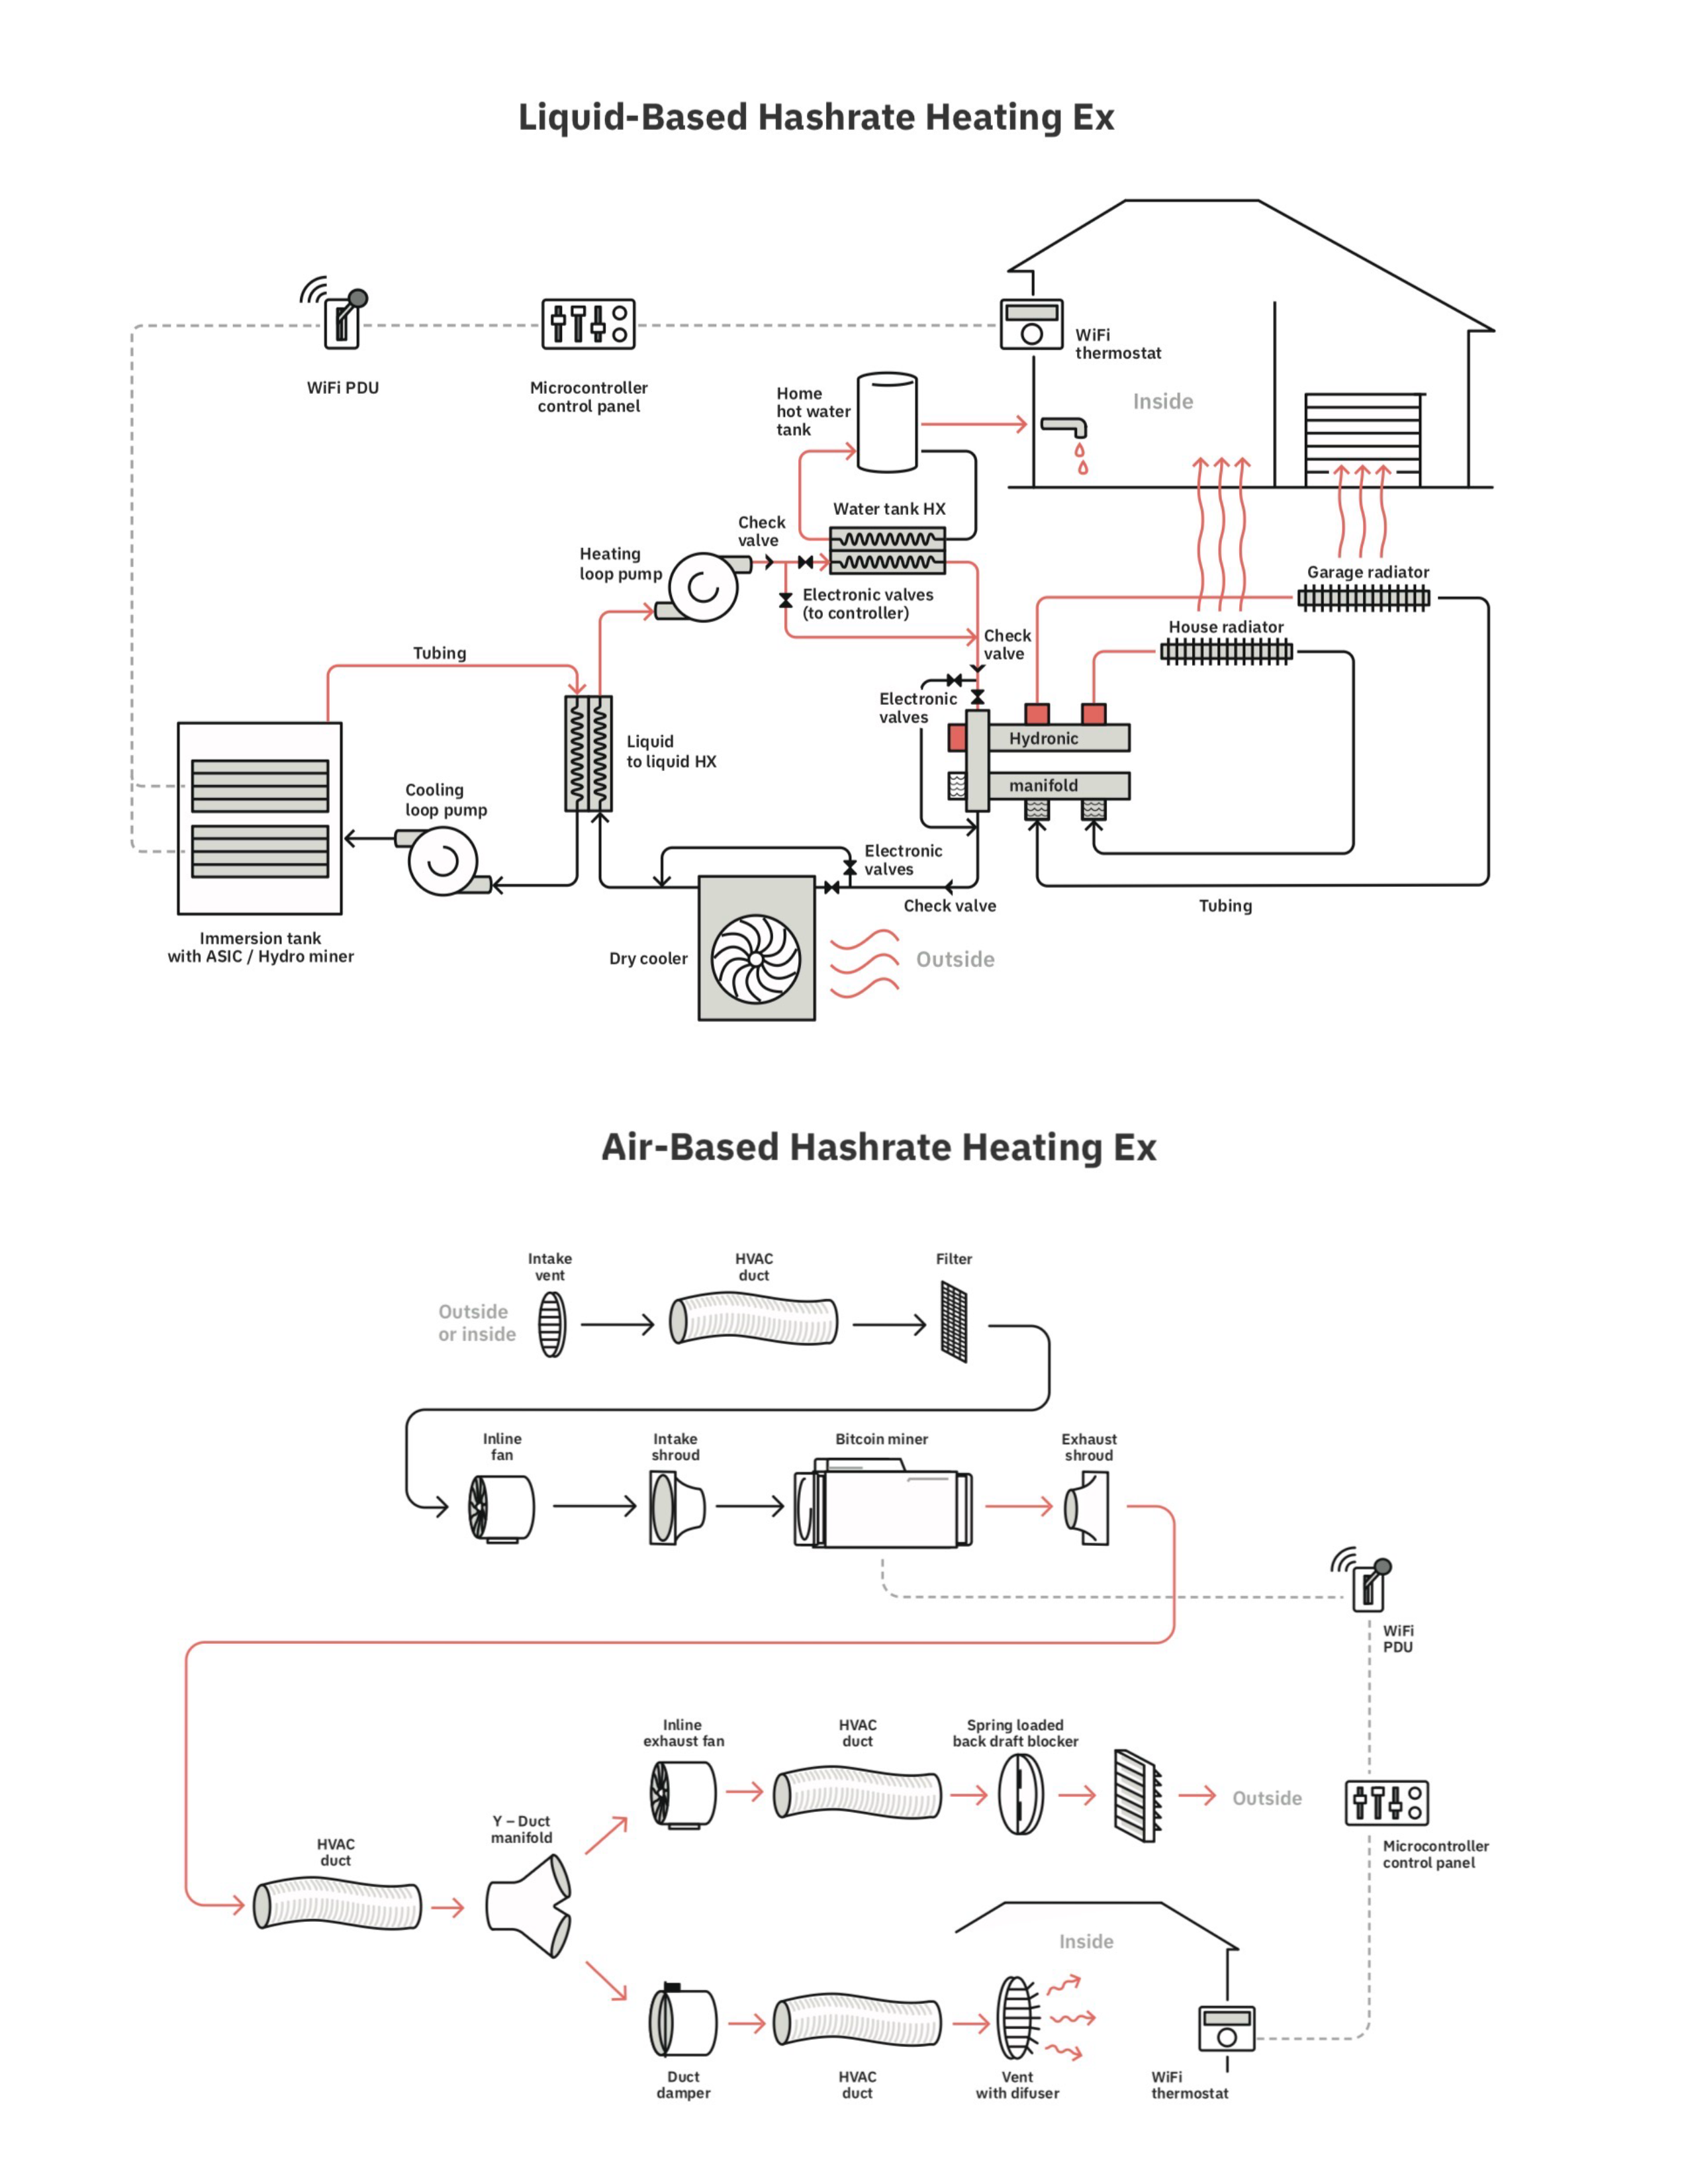 Liquid-Based Hashrate Heating Ex
WiFi PDU
Microcontroller
control panel
WiFi
thermostat
Inside
Home
hot water
tank
Water tank HX
Check
valve
Heating
loop pump
Electronic valves
(to controller)
Garage radiator
House radiator
Check
valve
Tubing
Electronic
valves
Hydronic
manifold
Liquid
to liquid HX
Cooling
loop pump
Electronic
valves
Check valve
Tubing
Immersion tank
with ASIC / Hydro miner
Dry cooler
Outside
Air-Based Hashrate Heating Ex
Intake
vent
HVAC
duct
Filter
Outside
or inside
Inline
fan
Intake
shroud
Bitcoin miner
Exhaust
shroud
WiFi
PDU
Inline
exhaust fan
HVAC
duct
Spring loaded
back draft blocker
Outside
Microcontroller
control panel
Y – Duct
manifold
HVAC
duct
Inside
Duct
damper
HVAC
duct
Vent
with difuser
WiFi
thermostat